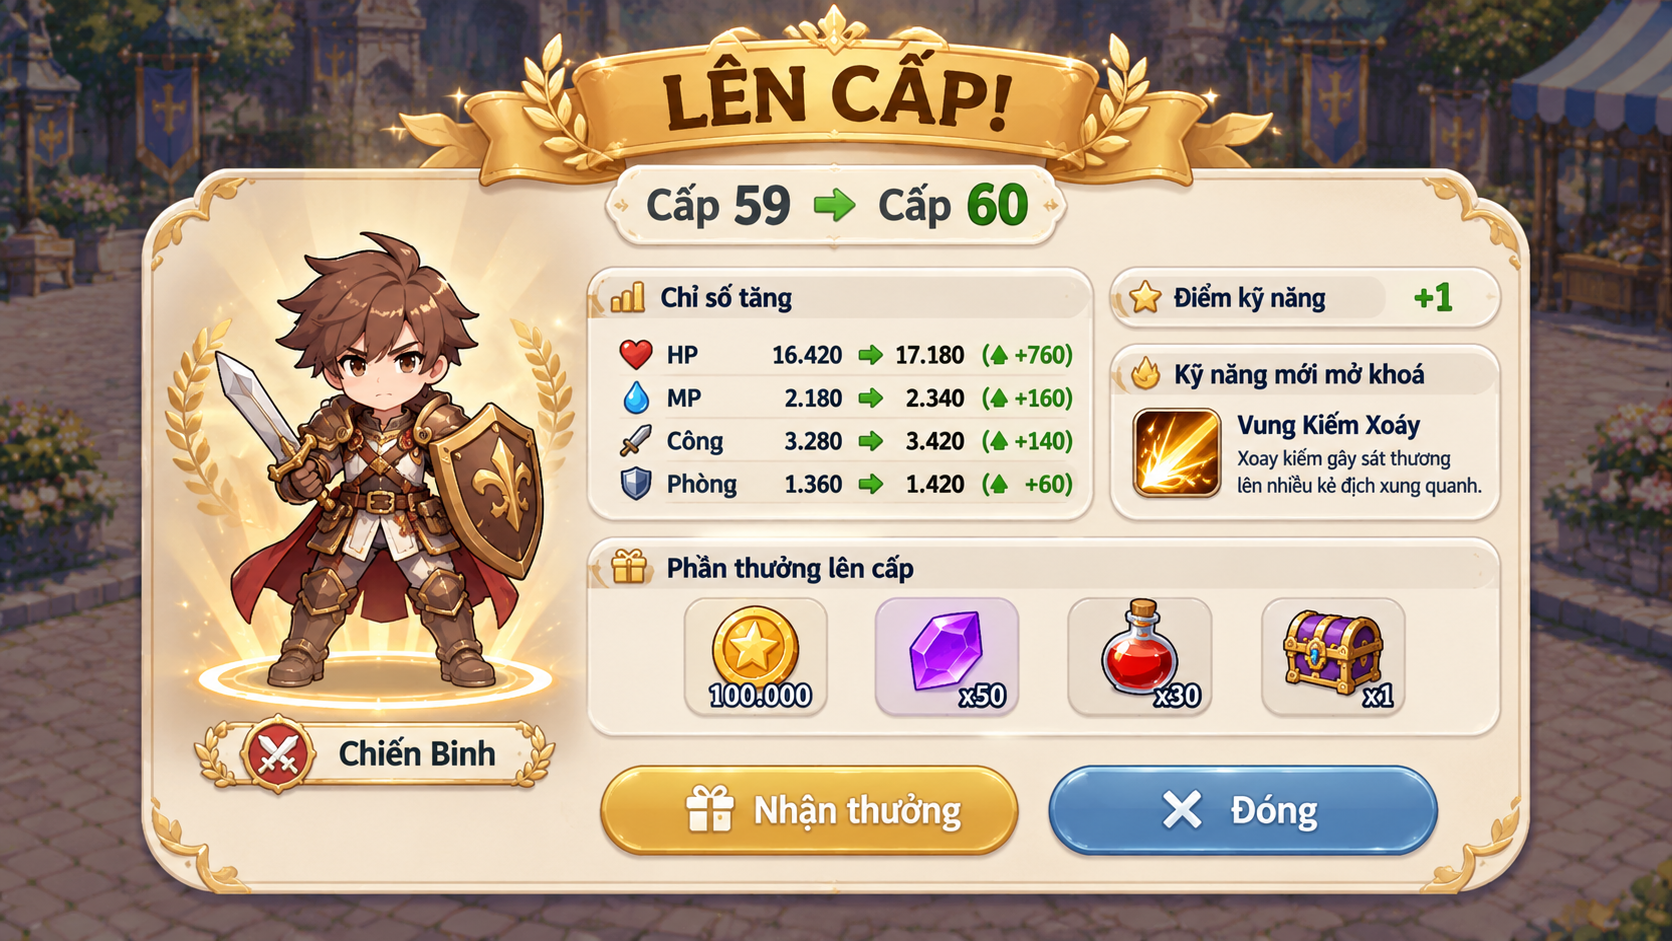 LÊN CẤP!
Cấp 59 Cấp 60
Chỉ số tăng
HP 16.420 17.180 (+760)
MP 2.180 2.340 (+160)
Công 3.280 3.420 (+140)
Phòng 1.360 1.420 (+60)
Điểm kỹ năng +1
Kỹ năng mới mở khoá
Vung Kiếm Xoáy
Xoay kiếm gây sát thương
lên nhiều kẻ địch xung quanh.
Phần thưởng lên cấp
100.000 x50 x30 x1
Chiến Binh
Nhận thưởng
Đóng